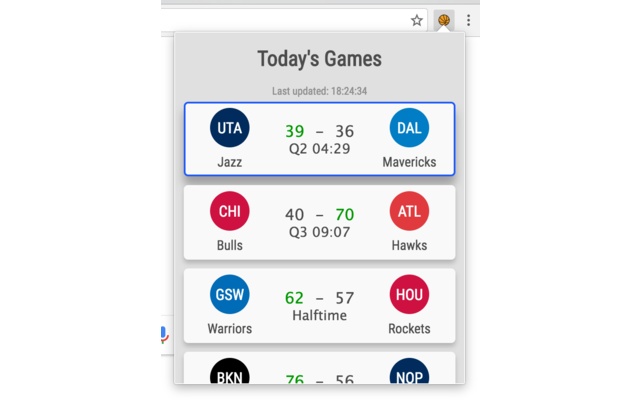 Today's Games
Last updated: 18:24:34
UTA 39 - 36 DAL
Jazz Q2 04:29 Mavericks
CHI 40 - 70 ATL
Bulls Q3 09:07 Hawks
GSW 62 - 57 HOU
Warriors Halftime Rockets
BKN 76 - 56 NOP